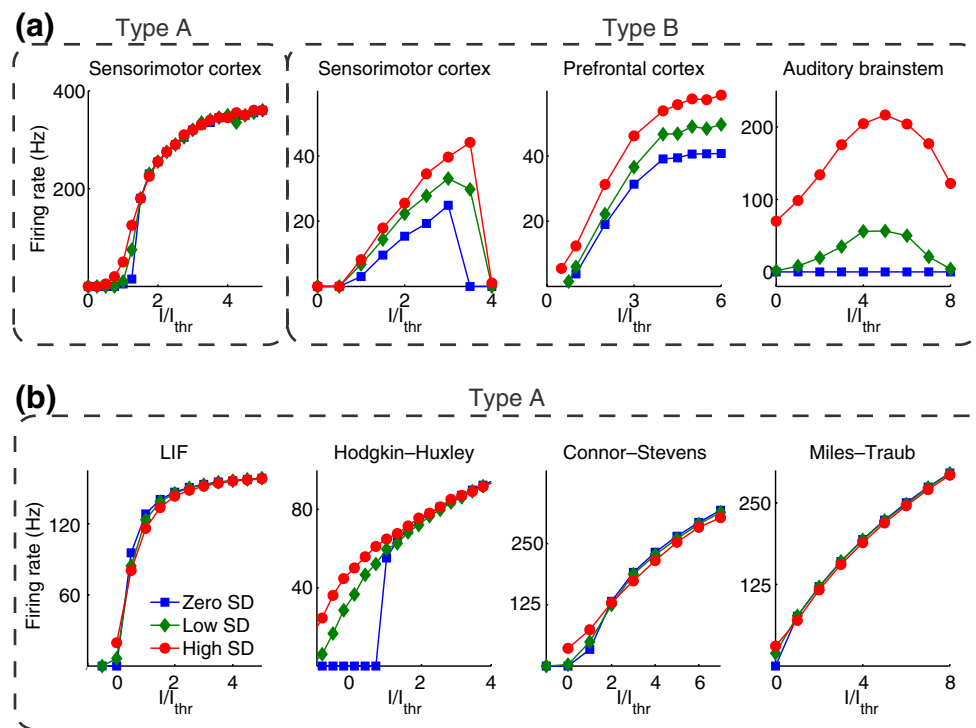 (a)
Type A
Type B
Sensorimotor cortex
Sensorimotor cortex
Prefrontal cortex
Auditory brainstem
Firing rate (Hz)
400
200
0
0 2 4
I/Ithr
40
20
0 2 4
I/Ithr
60
40
20
0 3 6
I/Ithr
200
100
0
0 8
I/Ithr
(b)
Type A
LIF
Hodgkin–Huxley
Connor–Stevens
Miles–Traub
Firing rate (Hz)
120
60
Zero SD
Low SD
High SD
0 2 4
I/Ithr
80
40
0 2 4
I/Ithr
250
125
0 2 4 6
I/Ithr
250
125
0 4 8
I/Ithr